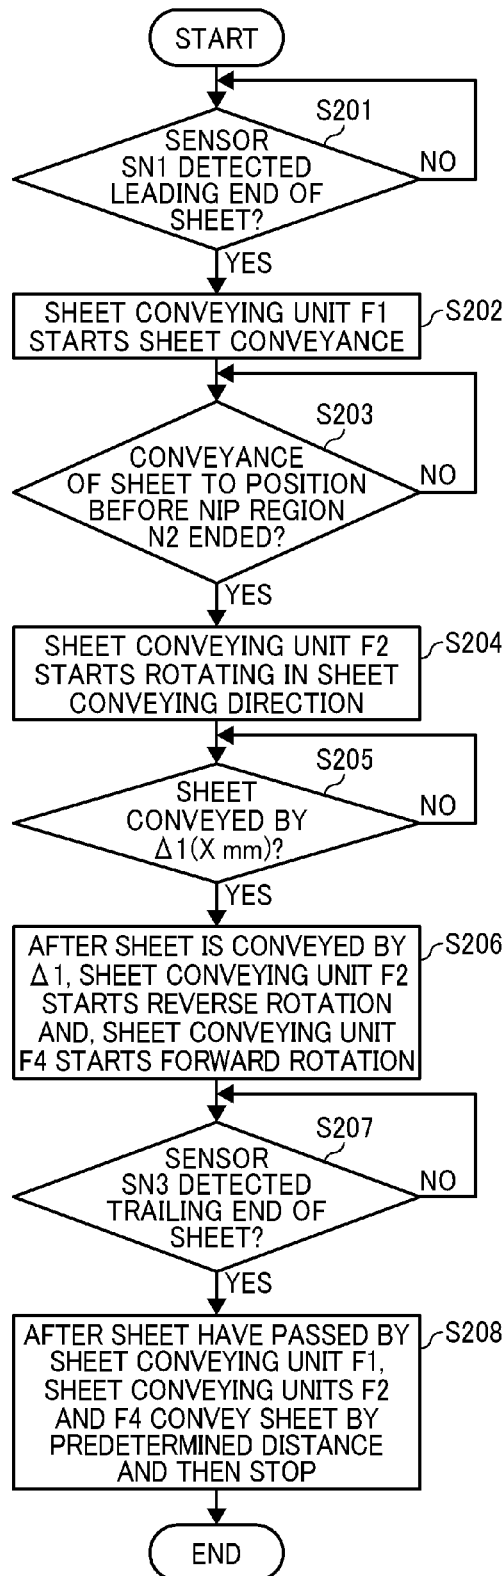 START
S201
SENSOR
SN1 DETECTED
LEADING END OF
SHEET?
NO
YES
SHEET CONVEYING UNIT F1
STARTS SHEET CONVEYANCE
S202
S203
CONVEYANCE
OF SHEET TO POSITION
BEFORE NIP REGION
N2 ENDED?
NO
YES
SHEET CONVEYING UNIT F2
STARTS ROTATING IN SHEET
CONVEYING DIRECTION
S204
S205
SHEET
CONVEYED BY
Δ1(X mm)?
NO
YES
AFTER SHEET IS CONVEYED BY
Δ1, SHEET CONVEYING UNIT F2
STARTS REVERSE ROTATION
AND, SHEET CONVEYING UNIT
F4 STARTS FORWARD ROTATION
S206
S207
SENSOR
SN3 DETECTED
TRAILING END OF
SHEET?
NO
YES
AFTER SHEET HAVE PASSED BY
SHEET CONVEYING UNIT F1,
SHEET CONVEYING UNITS F2
AND F4 CONVEY SHEET BY
PREDETERMINED DISTANCE
AND THEN STOP
S208
END